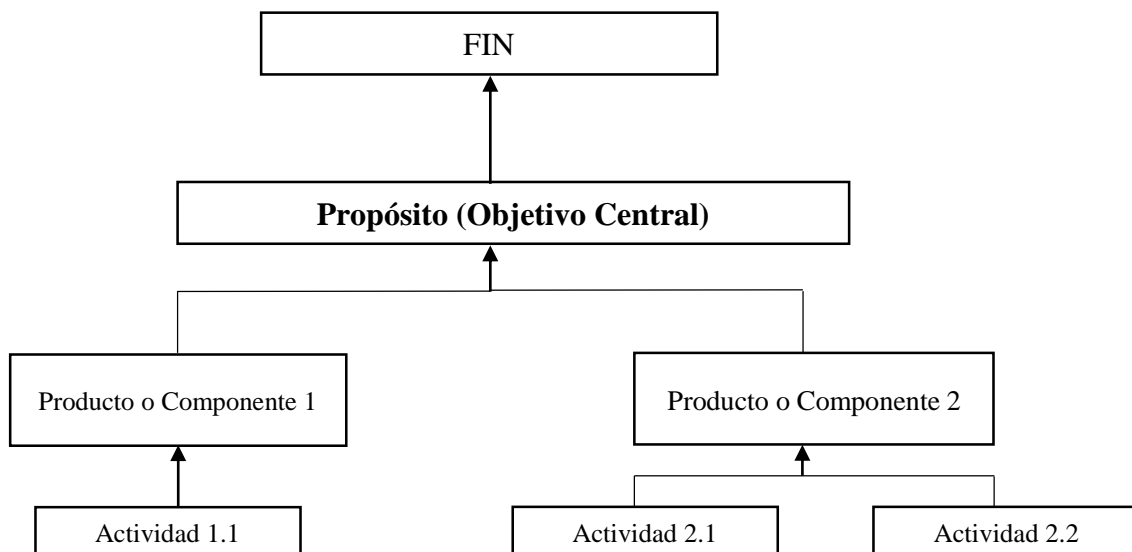 FIN
Propósito (Objetivo Central)
Producto o Componente 1
Producto o Componente 2
Actividad 1.1
Actividad 2.1
Actividad 2.2